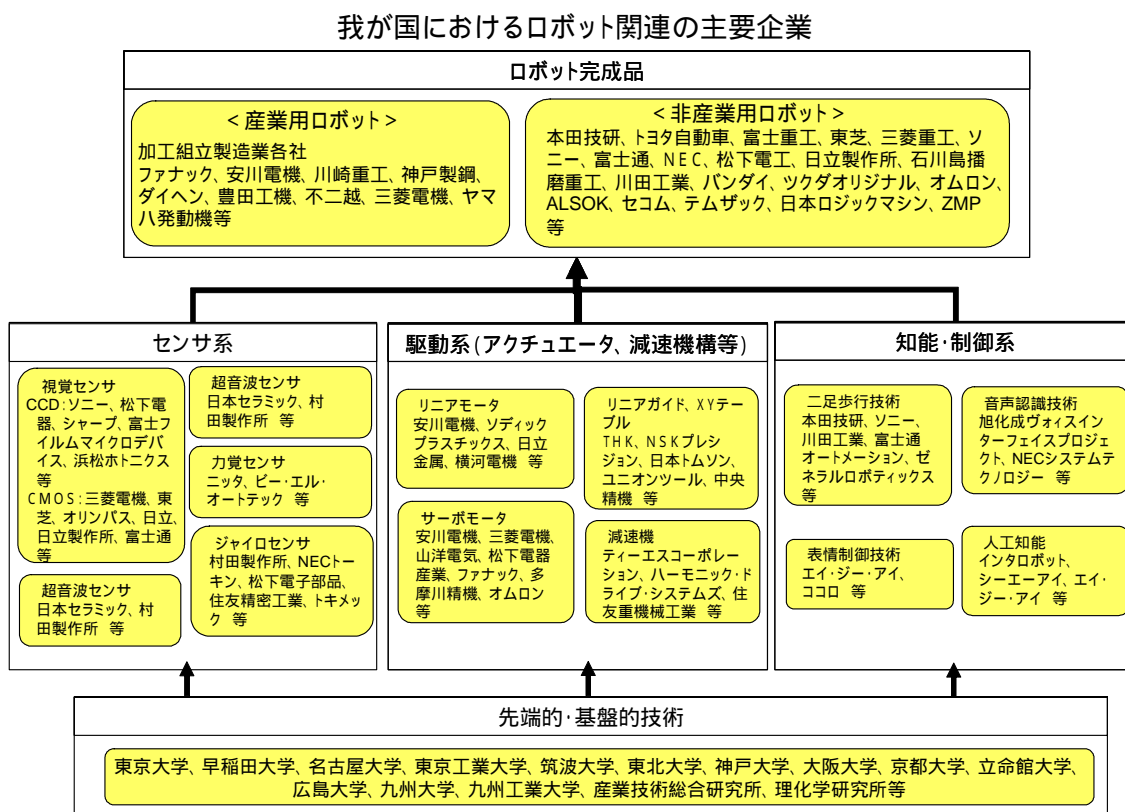 我が国におけるロボット関連の主要企業
ロボット完成品
＜産業用ロボット＞
加工組立製造業各社
ファナック、安川電機、川崎重工、神戸製鋼、
ダイヘン、豊田工機、不二越、三菱電機、ヤマ
ハ発動機等
＜非産業用ロボット＞
本田技研、トヨタ自動車、富士重工、東芝、三菱重工、ソ
ニー、富士通、NEC、松下電工、日立製作所、石川島播
磨重工、川田工業、バンダイ、ツクダオリジナル、オムロン、
ALSOK、セコム、テムザック、日本ロジックマシン、ZMP
等
センサ系
視覚センサ
CCD：ソニー、松下電
器、シャープ、富士フ
イルムマイクロデバ
イス、浜松ホトニクス
等
CMOS：三菱電機、東
芝、オリンパス、日立、
日立製作所、富士通
等
超音波センサ
日本セラミック、村
田製作所 等
超音波センサ
日本セラミック、村
田製作所 等
力覚センサ
ニッタ、ビー・エル・
オートテック 等
ジャイロセンサ
村田製作所、NECトー
キン、松下電子部品、
住友精密工業、トキメッ
ク 等
駆動系（アクチュエータ、減速機構等）
リニアモータ
安川電機、ソディック
プラスチックス、日立
金属、横河電機 等
サーボモータ
安川電機、三菱電機、
山洋電気、松下電器
産業、ファナック、多
摩川精機、オムロン
等
リニアガイド、XYテー
ブル
THK、NSKプレシ
ジョン、日本トムソン、
ユニオンツール、中央
精機 等
減速機
ティーエスコーポレー
ション、ハーモニック・ド
ライブ・システムズ、住
友重機械工業 等
知能・制御系
二足歩行技術
本田技研、ソニー、
川田工業、富士通
オートメーション、ゼ
ネラルロボティックス
等
音声認識技術
旭化成ヴォイスイン
ターフェイスプロジェ
クト、NECシステムテ
クノロジー 等
表情制御技術
エイ・ジー・アイ、
ココロ 等
人工知能
インタロボット、
シーエーアイ、エイ・
ジー・アイ 等
先端的・基盤的技術
東京大学、早稲田大学、名古屋大学、東京工業大学、筑波大学、東北大学、神戸大学、大阪大学、京都大学、立命館大学、
広島大学、九州大学、九州工業大学、産業技術総合研究所、理化学研究所等